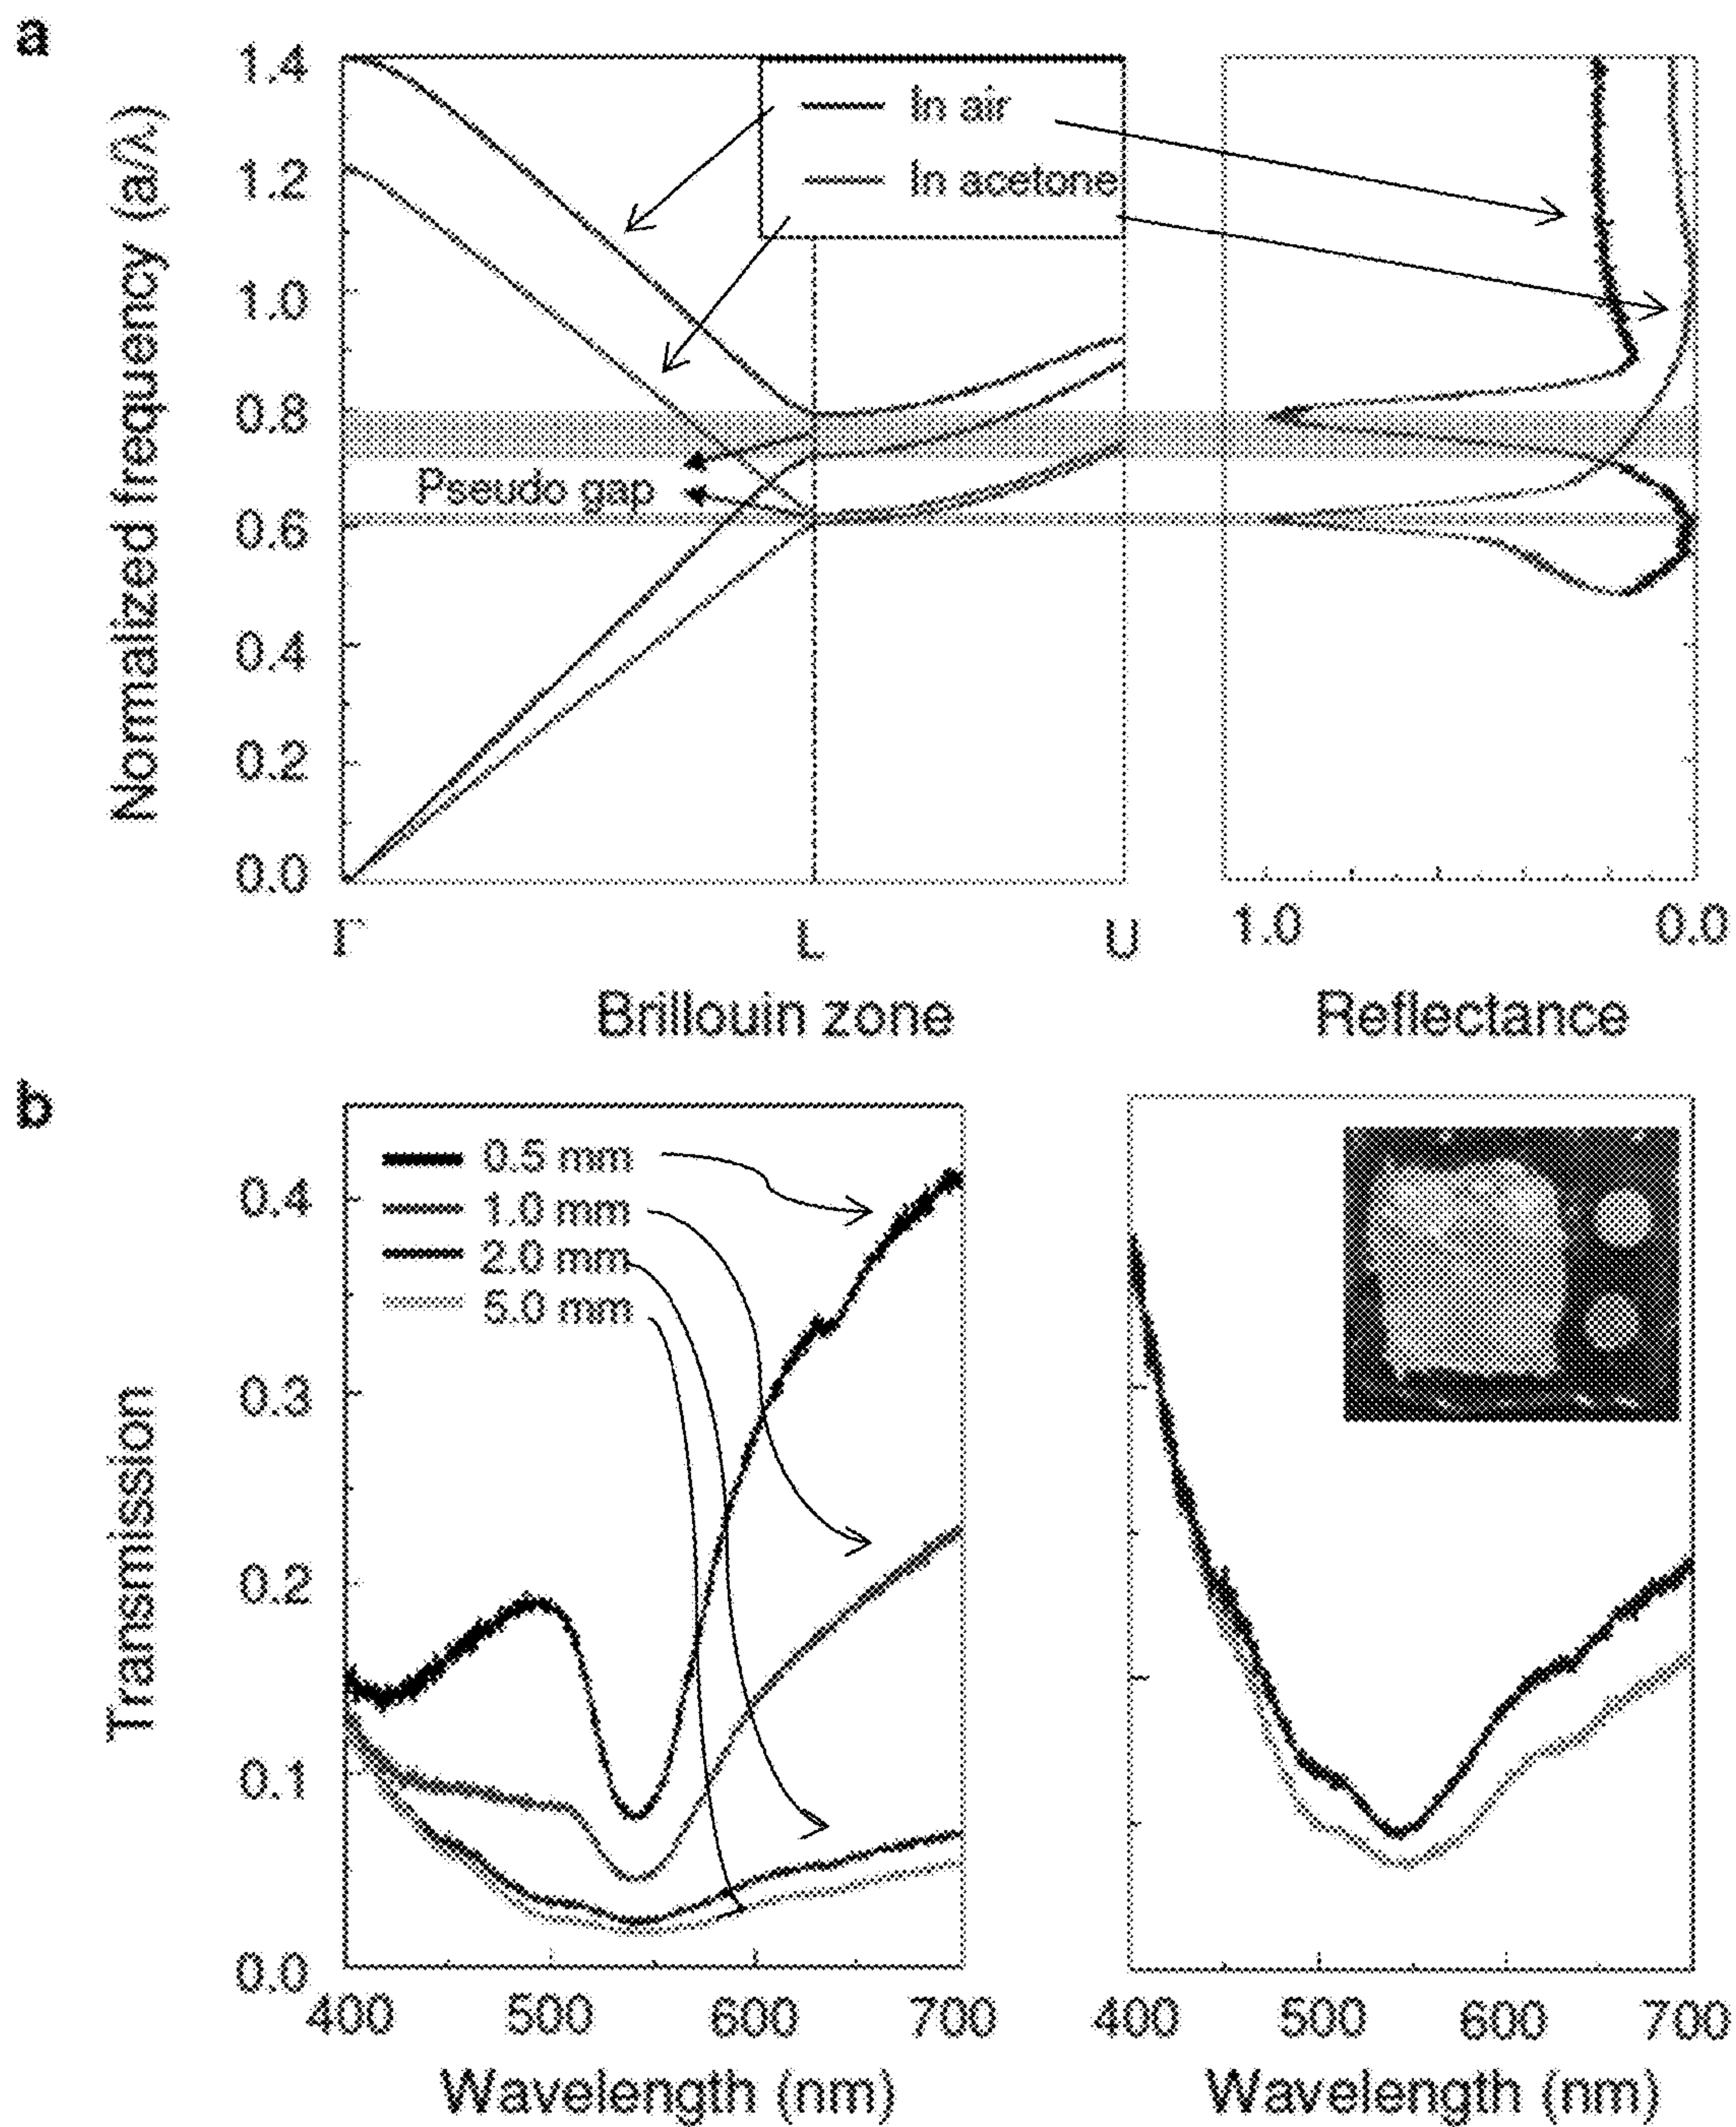 a
Normalized frequency (a/λ)
1.4
1.2
1.0
0.8
0.6
0.4
0.2
0.0
In air
In acetone
Pseudo gap
Γ L U
Brillouin zone
1.0 0.0
Reflectance
b
Transmission
0.4
0.3
0.2
0.1
0.0
0.5 mm
1.0 mm
2.0 mm
5.0 mm
400 500 600 700
Wavelength (nm)
400 500 600 700
Wavelength (nm)